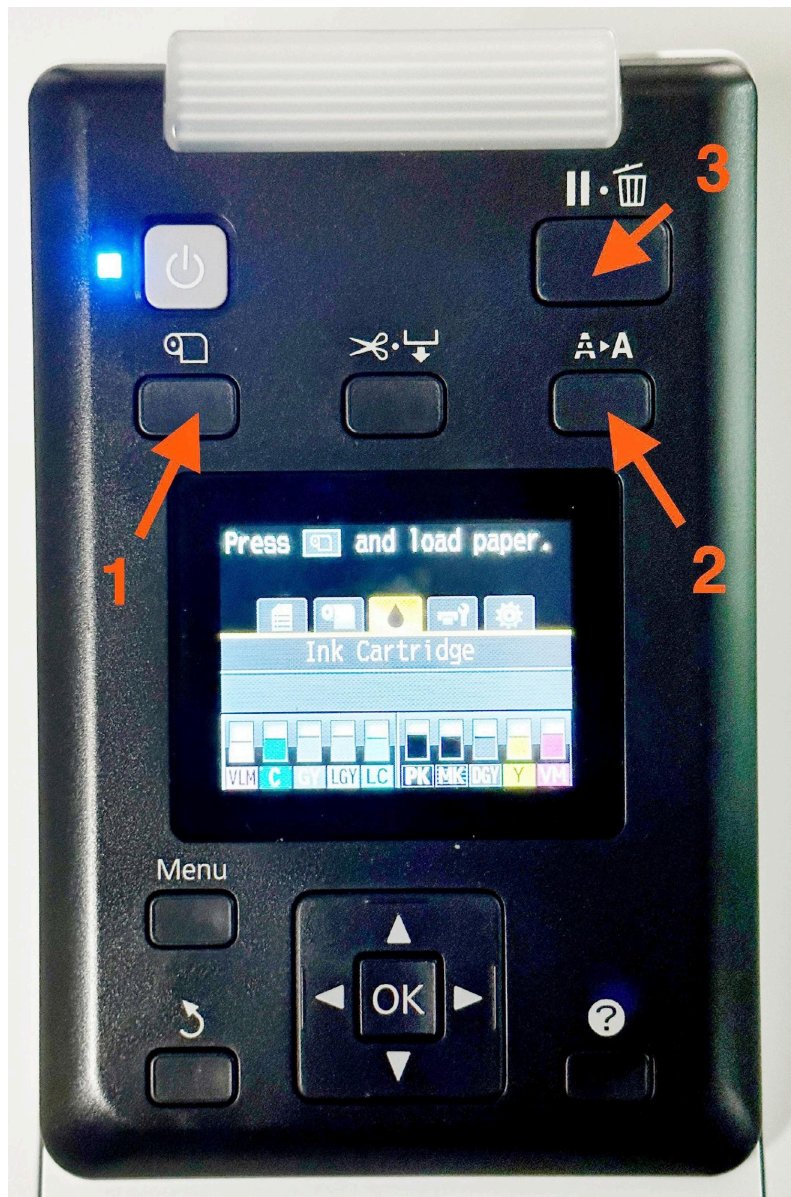 3
A▸A
1
2
Press and load paper.
Ink Cartridge
VLM C GY LGY LC PK MK DGY Y VM
Menu
OK
?